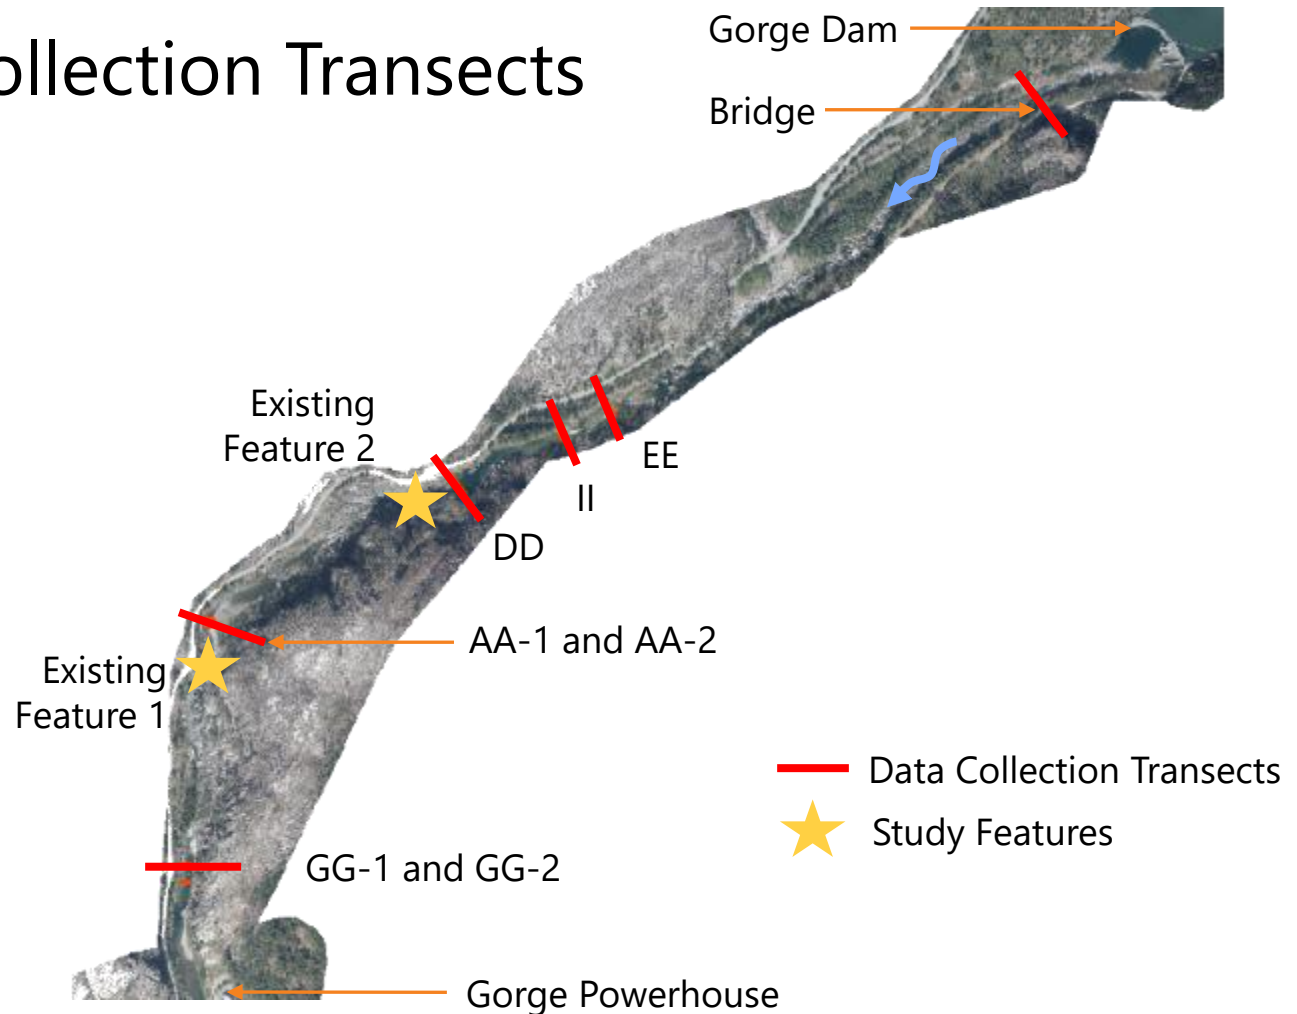 ollection Transects
Gorge Dam
Bridge
Existing
Feature 2
EE
II
DD
AA-1 and AA-2
Existing
Feature 1
Data Collection Transects
Study Features
GG-1 and GG-2
Gorge Powerhouse